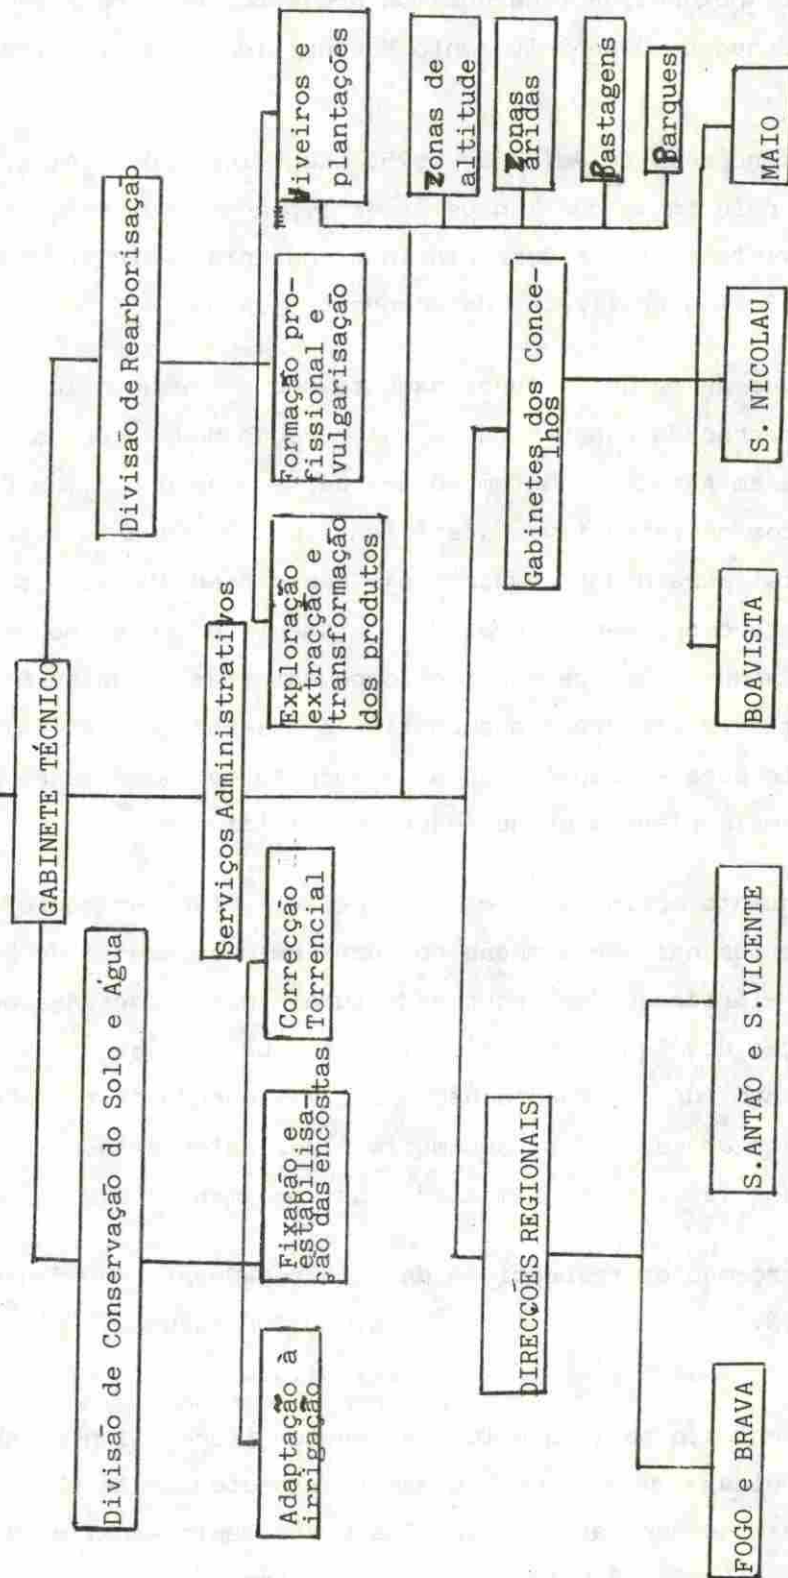 GABINETE TÉCNICO
Divisão de Conservação do Solo e Água
Divisão de Rearborisação
Serviços Administrativos
Adaptação à
irrigação
Fixação e
estabilisa-
ção das encostas
Correcção
Torrencial
Exploração
extracção e
transformação
dos produtos
Formação pro-
fissional e
vulgarisação
Viveiros e
plantações
Zonas de
altitude
Zonas
aridas
Pastagens
Parques
DIRECÇÕES REGIONAIS
Gabinetes dos Conce-
lhos
FOGO e BRAVA
S.ANTÃO e S.VICENTE
BOAVISTA
S. NICOLAU
MAIO